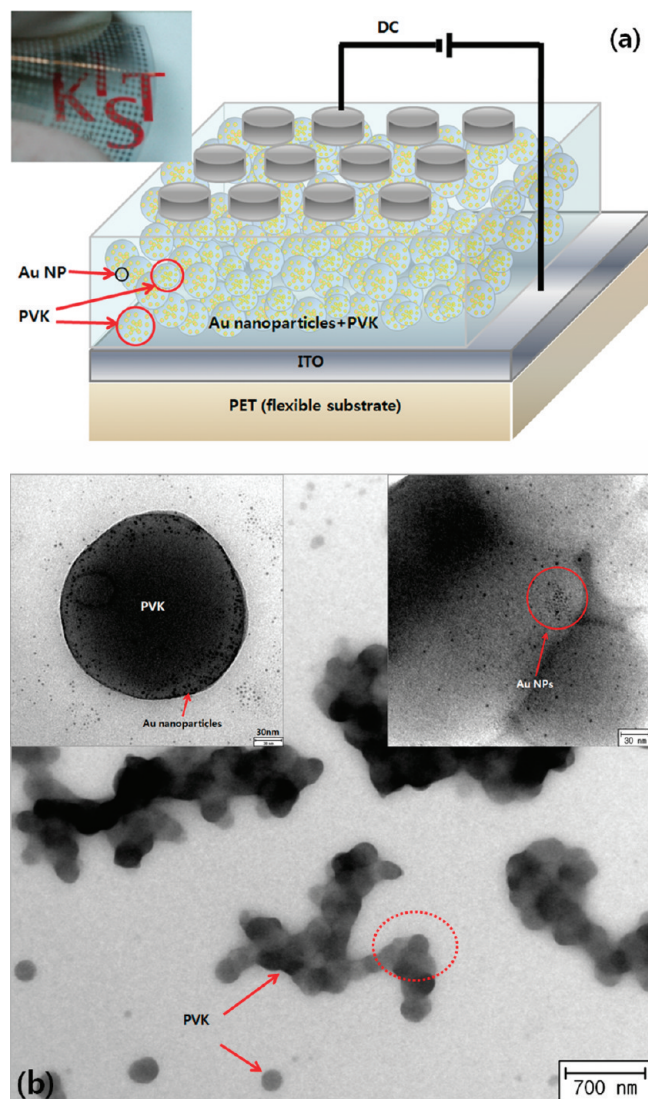 DC
(a)
KIST
Au NP
PVK
Au nanoparticles+PVK
ITO
PET (flexible substrate)
PVK
Au nanoparticles
30nm
Au NPs
30 nm
PVK
(b)
700 nm